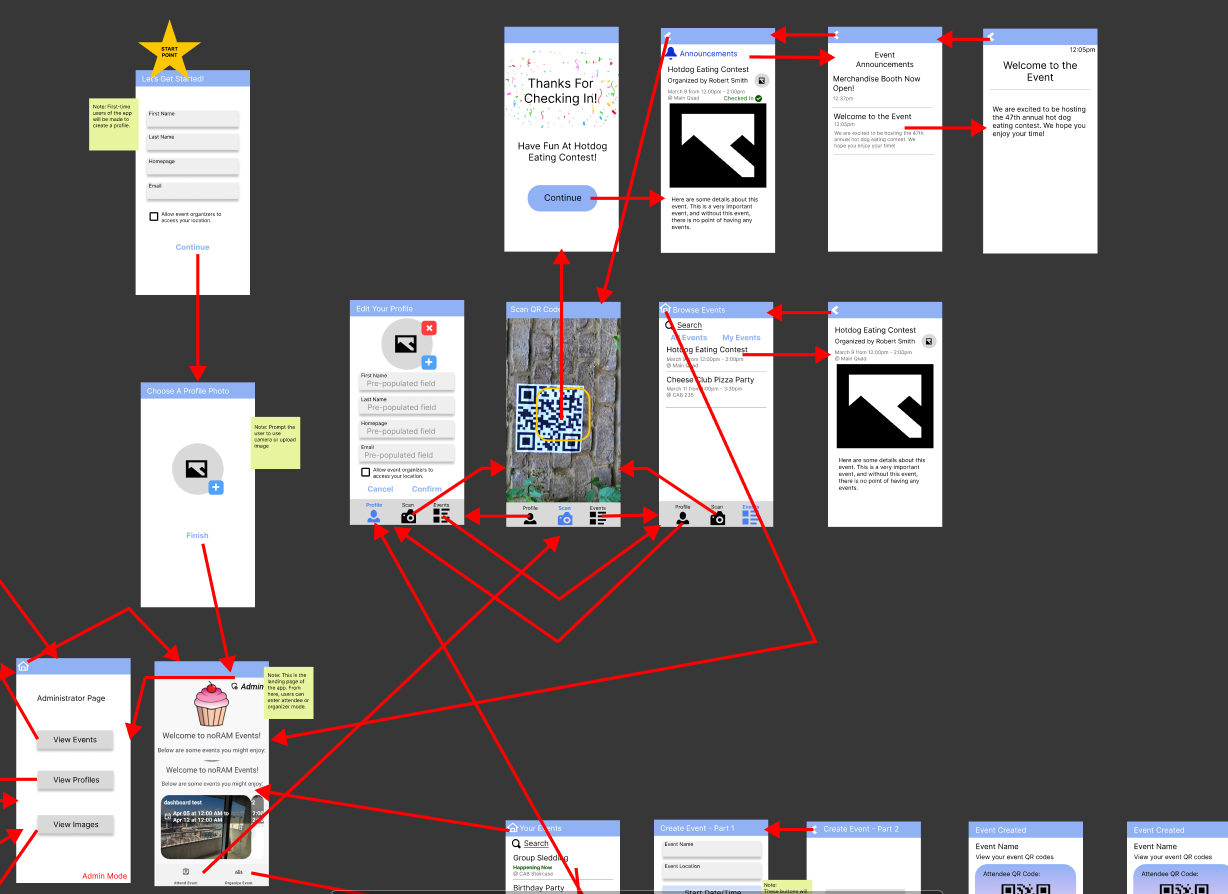 START
POINT
Let's Get Started!
Note: First-time
users of the app
will be made to
create a profile.
First Name
Last Name
Homepage
Email
Allow event organizers to
access your location.
Continue
Thanks For
Checking In!
Have Fun At Hotdog
Eating Contest!
Continue
Announcements
Hotdog Eating Contest
Organized by Robert Smith
March 9 from 12:00pm - 2:00pm
@ Main Quad
Checked In
Here are some details about this
event. This is a very important
event, and without this event,
there is no point of having any
events.
Event
Announcements
Merchandise Booth Now
Open!
12:37pm
Welcome to the Event
12:05pm
We are excited to be hosting the 47th
annual hot dog eating contest. We
hope you enjoy your time!
12:05pm
Welcome to the
Event
We are excited to be hosting
the 47th annual hot dog
eating contest. We hope you
enjoy your time!
Edit Your Profile
First Name
Pre-populated field
Last Name
Pre-populated field
Homepage
Pre-populated field
Email
Pre-populated field
Allow event organizers to
access your location.
Cancel Confirm
Profile Scan Events
Scan QR Code
Profile Scan Events
Browse Events
Search
All Events My Events
Hotdog Eating Contest
March 9 from 12:00pm - 2:00pm
@ Main Quad
Cheese Club Pizza Party
March 11 from 1:00pm - 3:30pm
@ CAB 235
Profile Scan Events
Hotdog Eating Contest
Organized by Robert Smith
March 9 from 12:00pm - 2:00pm
@ Main Quad
Here are some details about this
event. This is a very important
event, and without this event,
there is no point of having any
events.
Choose A Profile Photo
Note: Prompt the
user to use
camera or upload
image
Finish
Administrator Page
View Events
View Profiles
View Images
Admin Mode
Admin
Note: This is the
landing page of
the app. From
here, users can
enter attendee or
organizer mode.
Welcome to noRAM Events!
Below are some events you might enjoy:
Welcome to noRAM Events!
Below are some events you might enjoy:
dashboard test
Apr 05 at 12:00 AM to
Apr 12 at 12:00 AM
Attend Event Organize Event
Your Events
Search
Group Sledding
Happening Now
@ CAB Staircase
Birthday Party
Create Event - Part 1
Event Name
Event Location
Start Date/Time
Note:
These buttons will
Create Event - Part 2
Event Created
Event Name
View your event QR codes
Attendee QR Code:
Event Created
Event Name
View your event QR codes
Attendee QR Code: